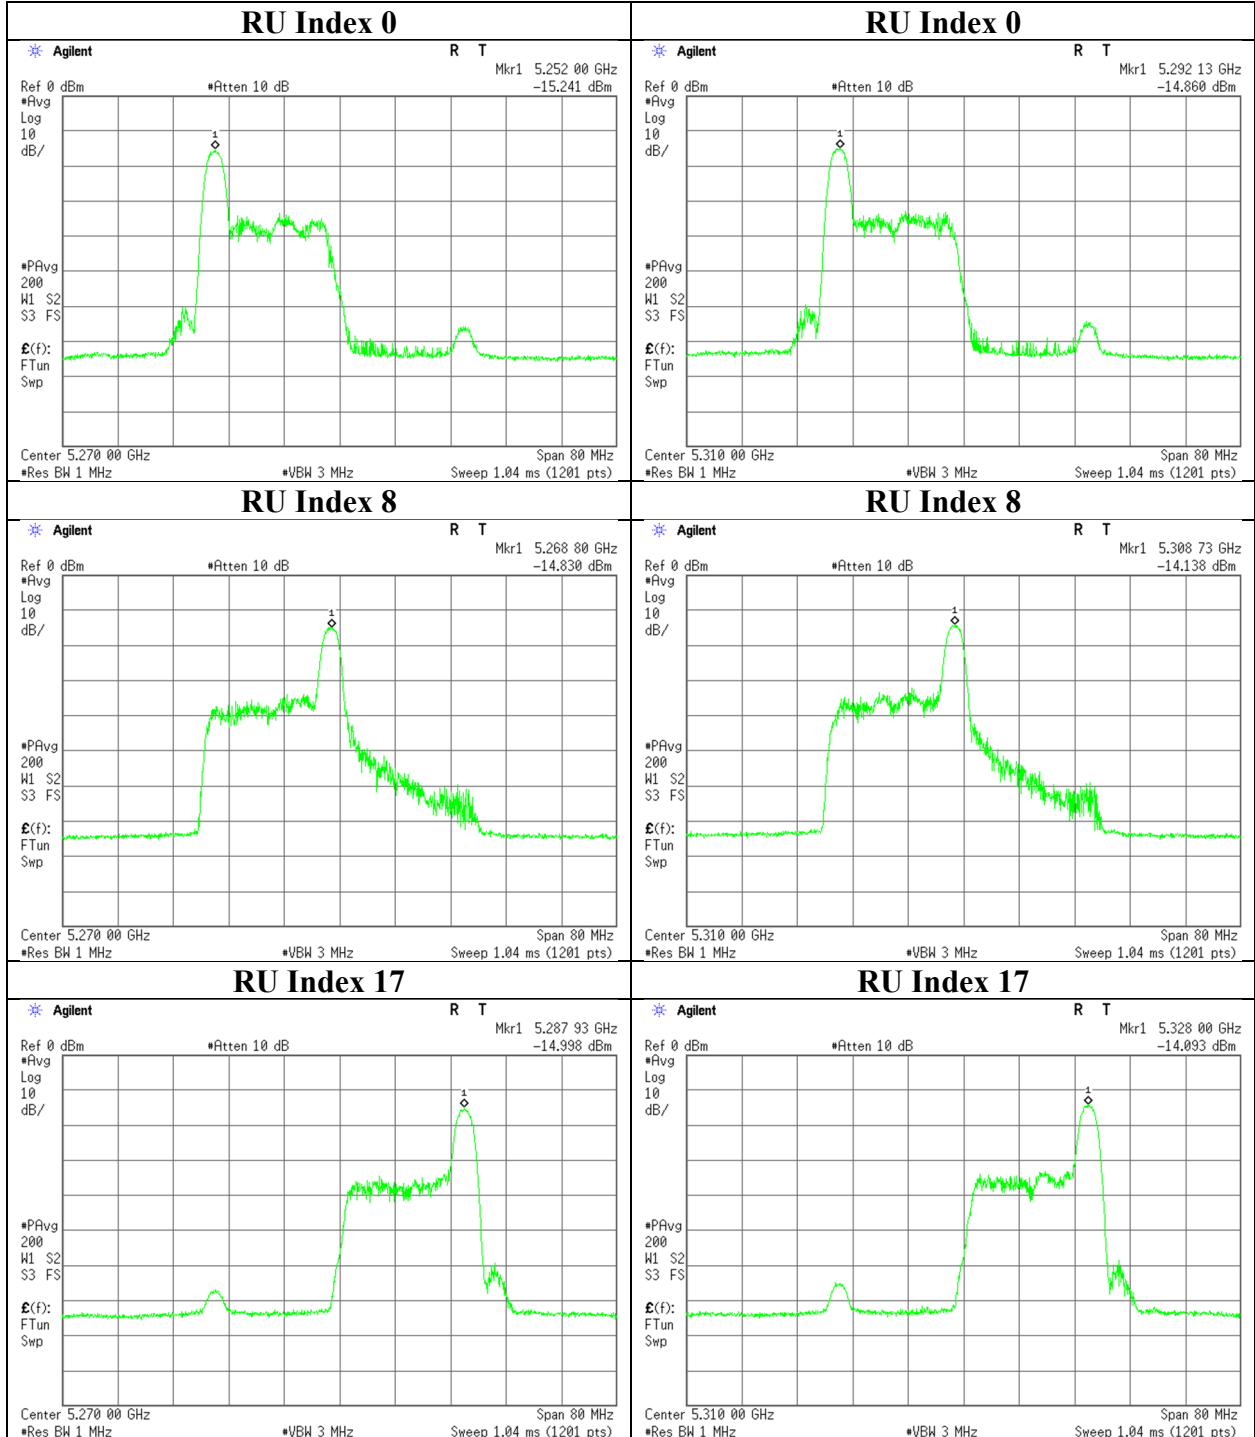 RU Index 0
RU Index 0
Agilent R T
Mkr1 5.252 00 GHz
Ref 0 dBm #Atten 10 dB -15.241 dBm
#Avg
Log
10
dB/
1
#PAvg
200
W1 S2
S3 FS
£(f):
FTun
Swp
Center 5.270 00 GHz Span 80 MHz
#Res BW 1 MHz #VBW 3 MHz Sweep 1.04 ms (1201 pts)
Agilent R T
Mkr1 5.292 13 GHz
Ref 0 dBm #Atten 10 dB -14.860 dBm
#Avg
Log
10
dB/
1
#PAvg
200
W1 S2
S3 FS
£(f):
FTun
Swp
Center 5.310 00 GHz Span 80 MHz
#Res BW 1 MHz #VBW 3 MHz Sweep 1.04 ms (1201 pts)
RU Index 8
RU Index 8
Agilent R T
Mkr1 5.268 80 GHz
Ref 0 dBm #Atten 10 dB -14.830 dBm
#Avg
Log
10
dB/
1
#PAvg
200
W1 S2
S3 FS
£(f):
FTun
Swp
Center 5.270 00 GHz Span 80 MHz
#Res BW 1 MHz #VBW 3 MHz Sweep 1.04 ms (1201 pts)
Agilent R T
Mkr1 5.308 73 GHz
Ref 0 dBm #Atten 10 dB -14.138 dBm
#Avg
Log
10
dB/
1
#PAvg
200
W1 S2
S3 FS
£(f):
FTun
Swp
Center 5.310 00 GHz Span 80 MHz
#Res BW 1 MHz #VBW 3 MHz Sweep 1.04 ms (1201 pts)
RU Index 17
RU Index 17
Agilent R T
Mkr1 5.287 93 GHz
Ref 0 dBm #Atten 10 dB -14.998 dBm
#Avg
Log
10
dB/
1
#PAvg
200
W1 S2
S3 FS
£(f):
FTun
Swp
Center 5.270 00 GHz Span 80 MHz
#Res BW 1 MHz #VBW 3 MHz Sweep 1.04 ms (1201 pts)
Agilent R T
Mkr1 5.328 00 GHz
Ref 0 dBm #Atten 10 dB -14.093 dBm
#Avg
Log
10
dB/
1
#PAvg
200
W1 S2
S3 FS
£(f):
FTun
Swp
Center 5.310 00 GHz Span 80 MHz
#Res BW 1 MHz #VBW 3 MHz Sweep 1.04 ms (1201 pts)